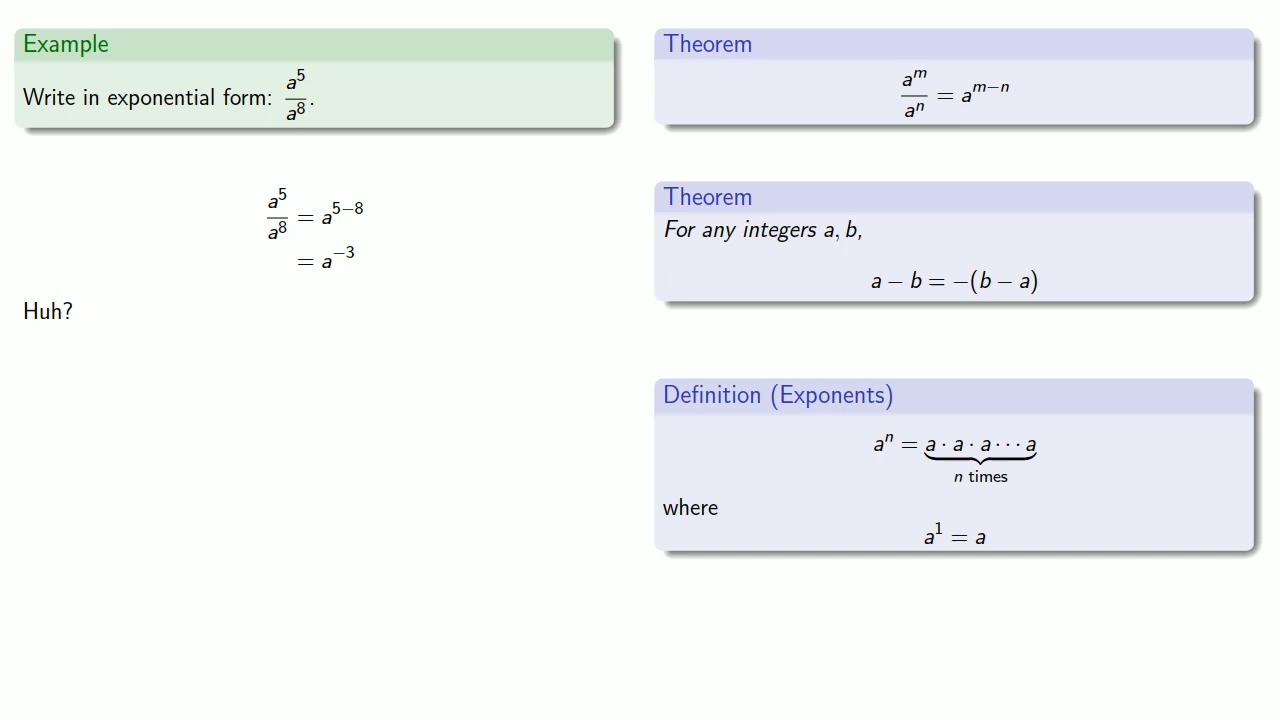 Example
Write in exponential form: a^5/a^8.
a^5/a^8 = a^{5−8}
= a^{−3}
Huh?
Theorem
a^m/a^n = a^{m−n}
Theorem
For any integers a, b,
a − b = −(b − a)
Definition (Exponents)
a^n = a · a · a · · · a
n times
where
a^1 = a